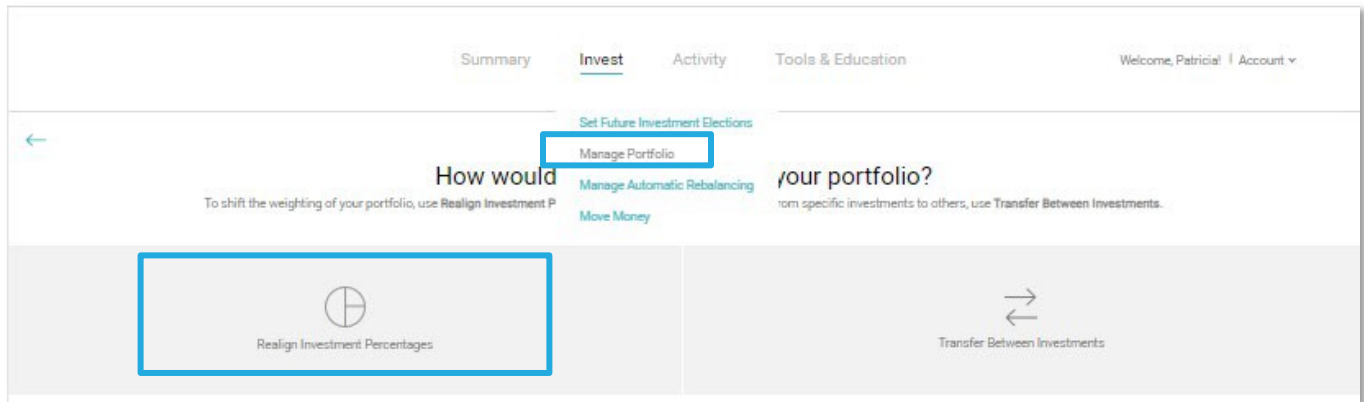 Summary Invest Activity Tools & Education Welcome, Patricia! | Account
Set Future Investment Elections
Manage Portfolio
How would your portfolio?
Manage Automatic Rebalancing
To shift the weighting of your portfolio, use Realign Investment P rom specific investments to others, use Transfer Between Investments.
Move Money
Realign Investment Percentages Transfer Between Investments